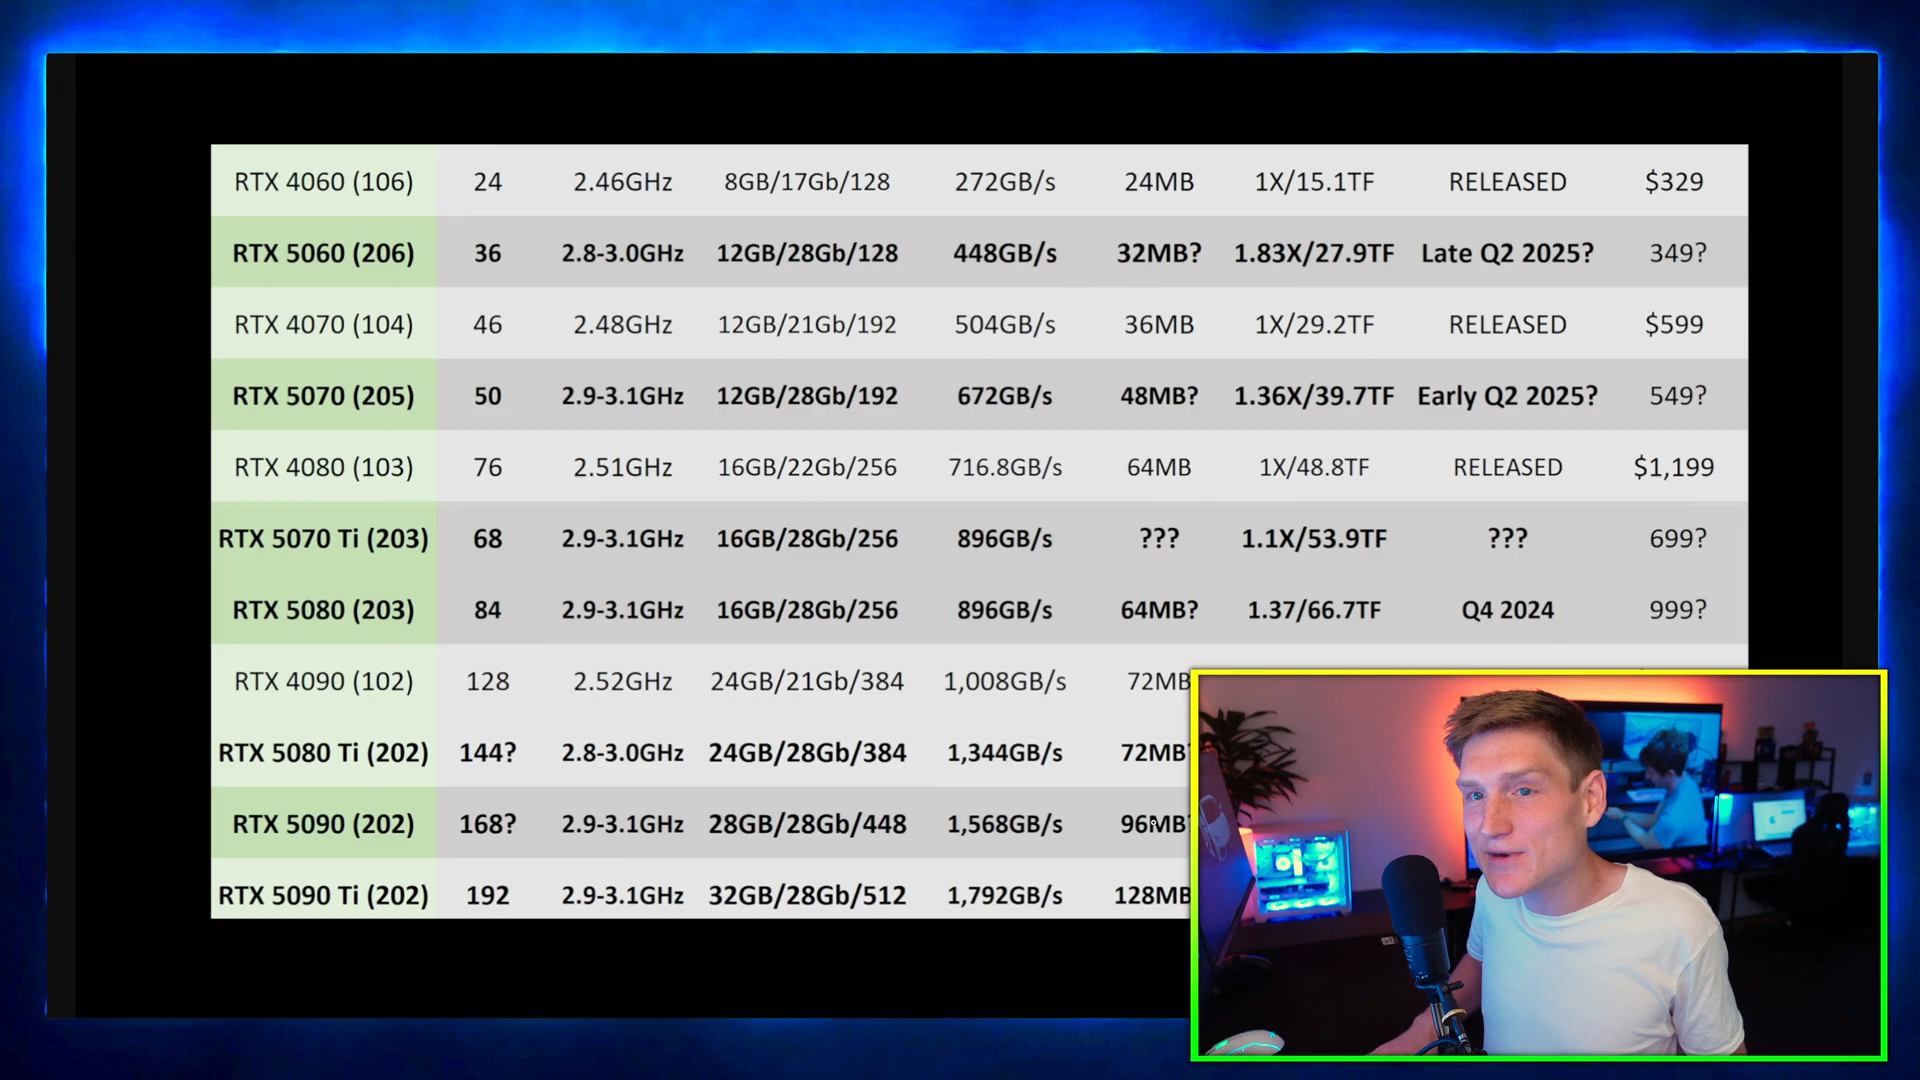 RTX 4060 (106) 24 2.46GHz 8GB/17Gb/128 272GB/s 24MB 1X/15.1TF RELEASED $329
RTX 5060 (206) 36 2.8-3.0GHz 12GB/28Gb/128 448GB/s 32MB? 1.83X/27.9TF Late Q2 2025? 349?
RTX 4070 (104) 46 2.48GHz 12GB/21Gb/192 504GB/s 36MB 1X/29.2TF RELEASED $599
RTX 5070 (205) 50 2.9-3.1GHz 12GB/28Gb/192 672GB/s 48MB? 1.36X/39.7TF Early Q2 2025? 549?
RTX 4080 (103) 76 2.51GHz 16GB/22Gb/256 716.8GB/s 64MB 1X/48.8TF RELEASED $1,199
RTX 5070 Ti (203) 68 2.9-3.1GHz 16GB/28Gb/256 896GB/s ??? 1.1X/53.9TF ??? 699?
RTX 5080 (203) 84 2.9-3.1GHz 16GB/28Gb/256 896GB/s 64MB? 1.37/66.7TF Q4 2024 999?
RTX 4090 (102) 128 2.52GHz 24GB/21Gb/384 1,008GB/s 72MB
RTX 5080 Ti (202) 144? 2.8-3.0GHz 24GB/28Gb/384 1,344GB/s 72MB?
RTX 5090 (202) 168? 2.9-3.1GHz 28GB/28Gb/448 1,568GB/s 96MB?
RTX 5090 Ti (202) 192 2.9-3.1GHz 32GB/28Gb/512 1,792GB/s 128MB